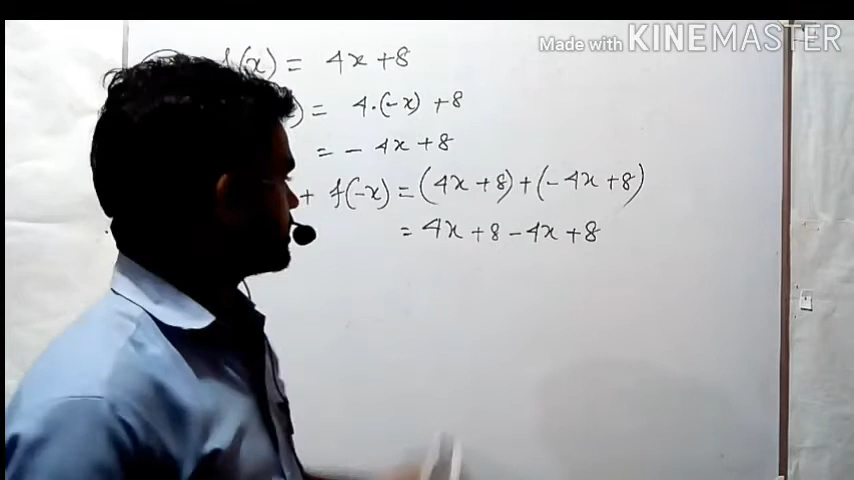 Made with KINEMASTER
f(x) = 4x + 8
) = 4.(-x) + 8
= - 4x + 8
+ f(-x) = (4x + 8) + (-4x + 8)
= 4x + 8 - 4x + 8